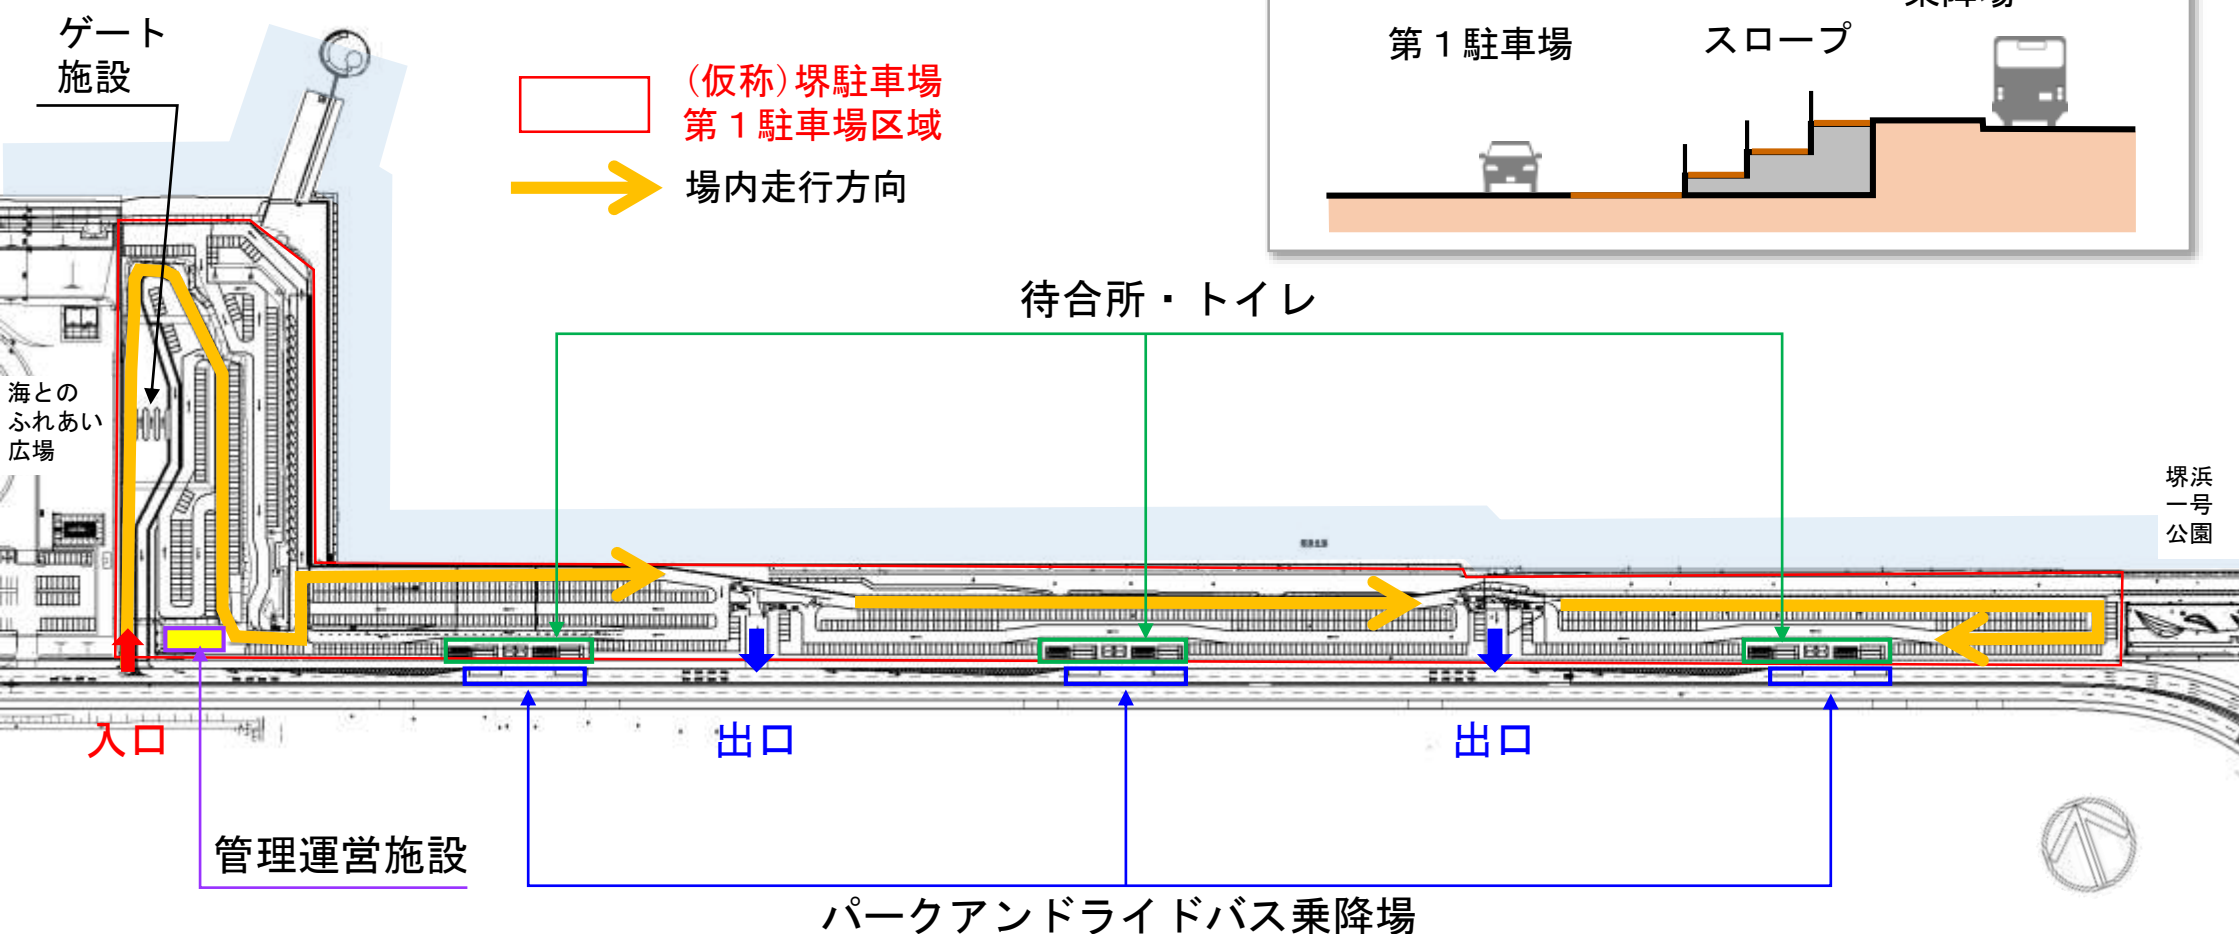 ゲート
施設
(仮称)堺駐車場
第１駐車場区域
場内走行方向
第１駐車場
スロープ
乗降場
待合所・トイレ
海との
ふれあい
広場
堺浜
一号
公園
入口
出口
出口
管理運営施設
パークアンドライドバス乗降場